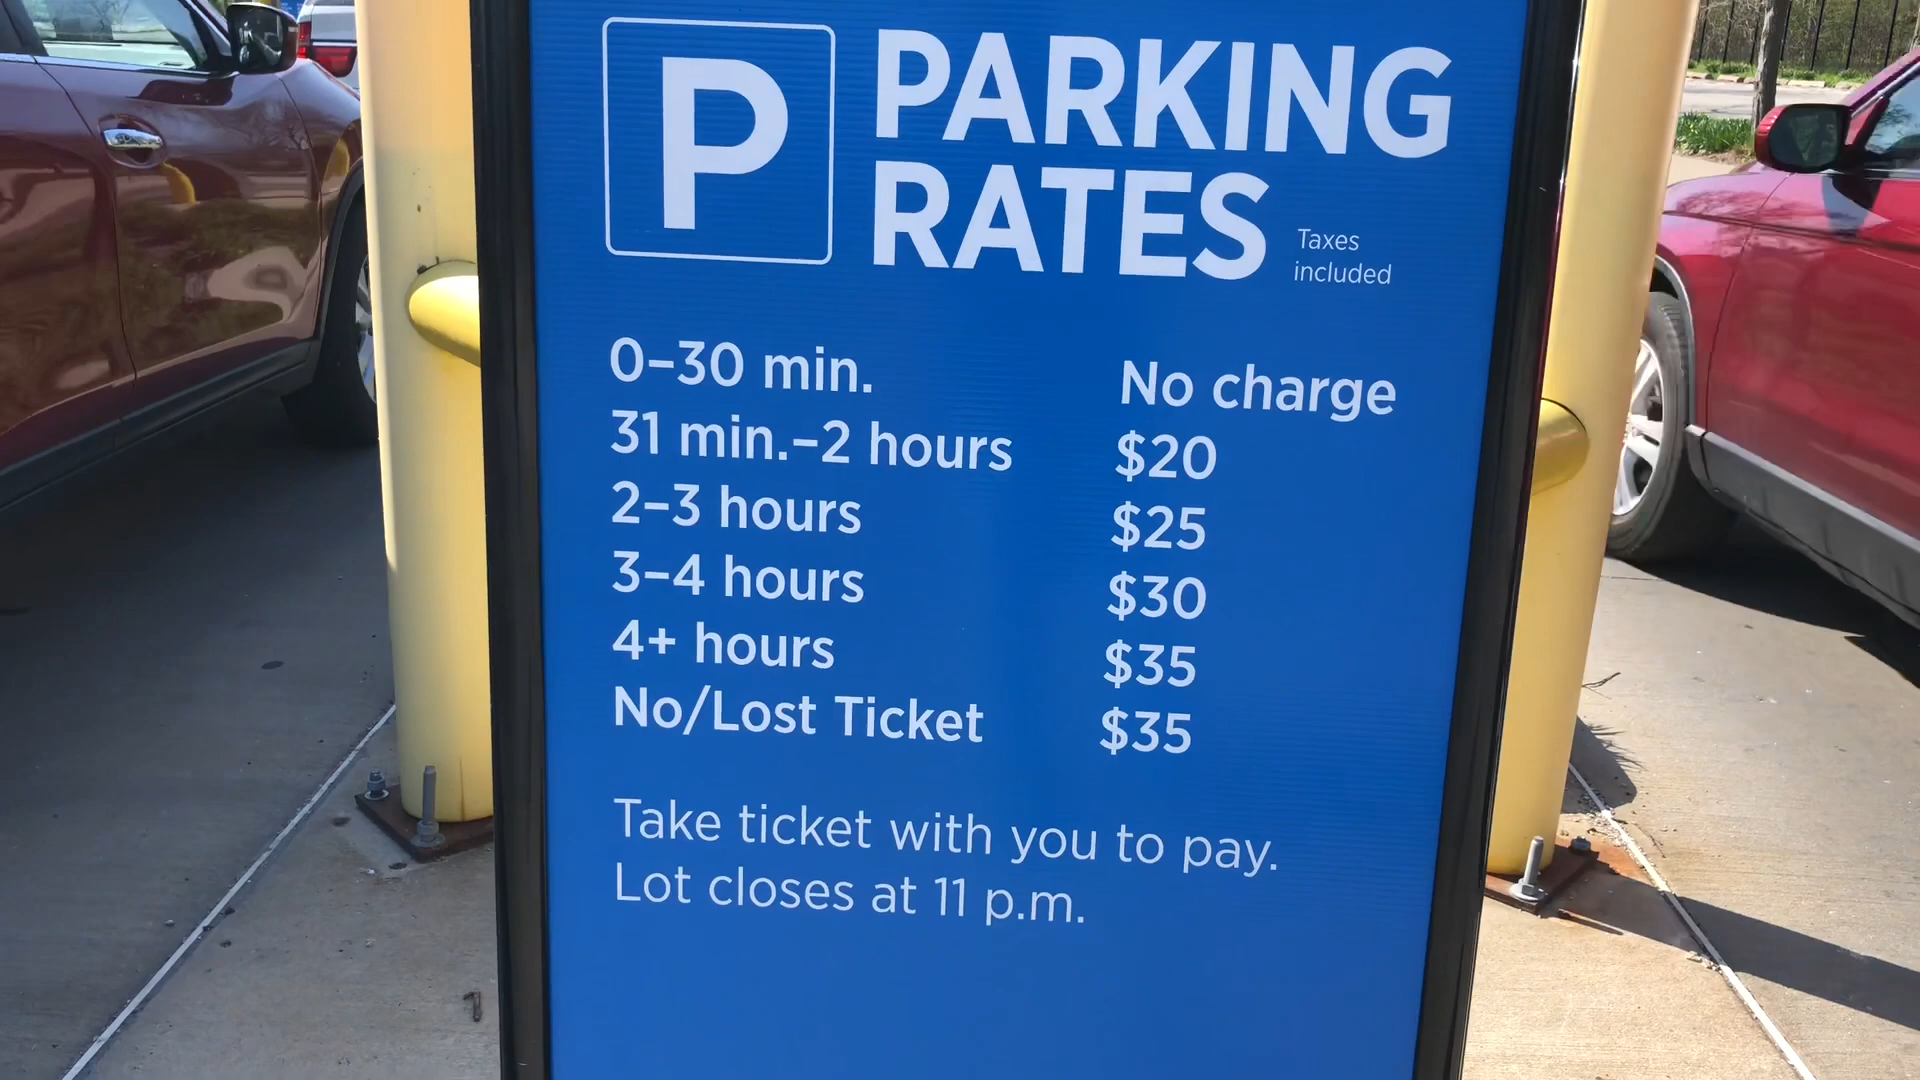 P
PARKING
RATES
Taxes
included
0–30 min. No charge
31 min.–2 hours $20
2–3 hours $25
3–4 hours $30
4+ hours $35
No/Lost Ticket $35
Take ticket with you to pay.
Lot closes at 11 p.m.